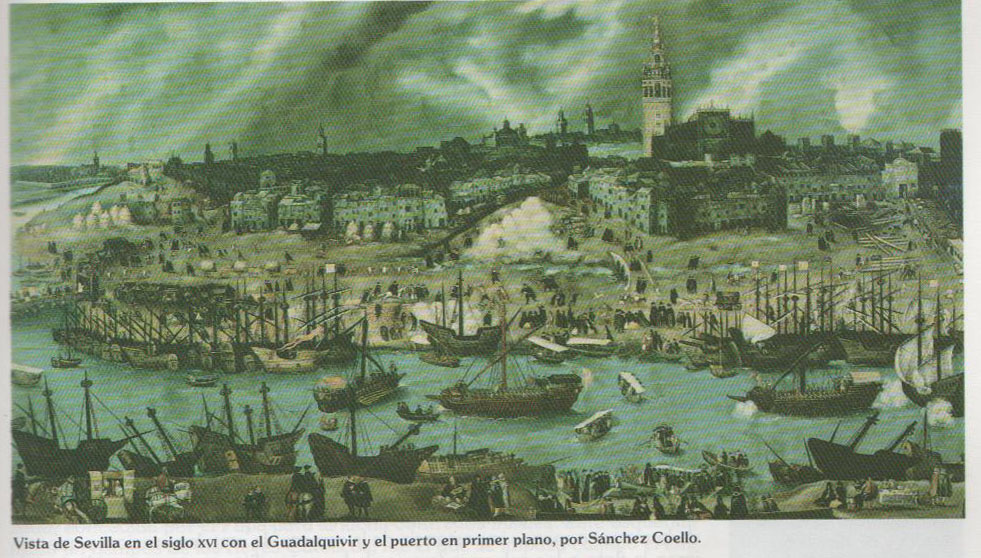 Vista de Sevilla en el siglo XVI con el Guadalquivir y el puerto en primer plano, por Sánchez Coello.